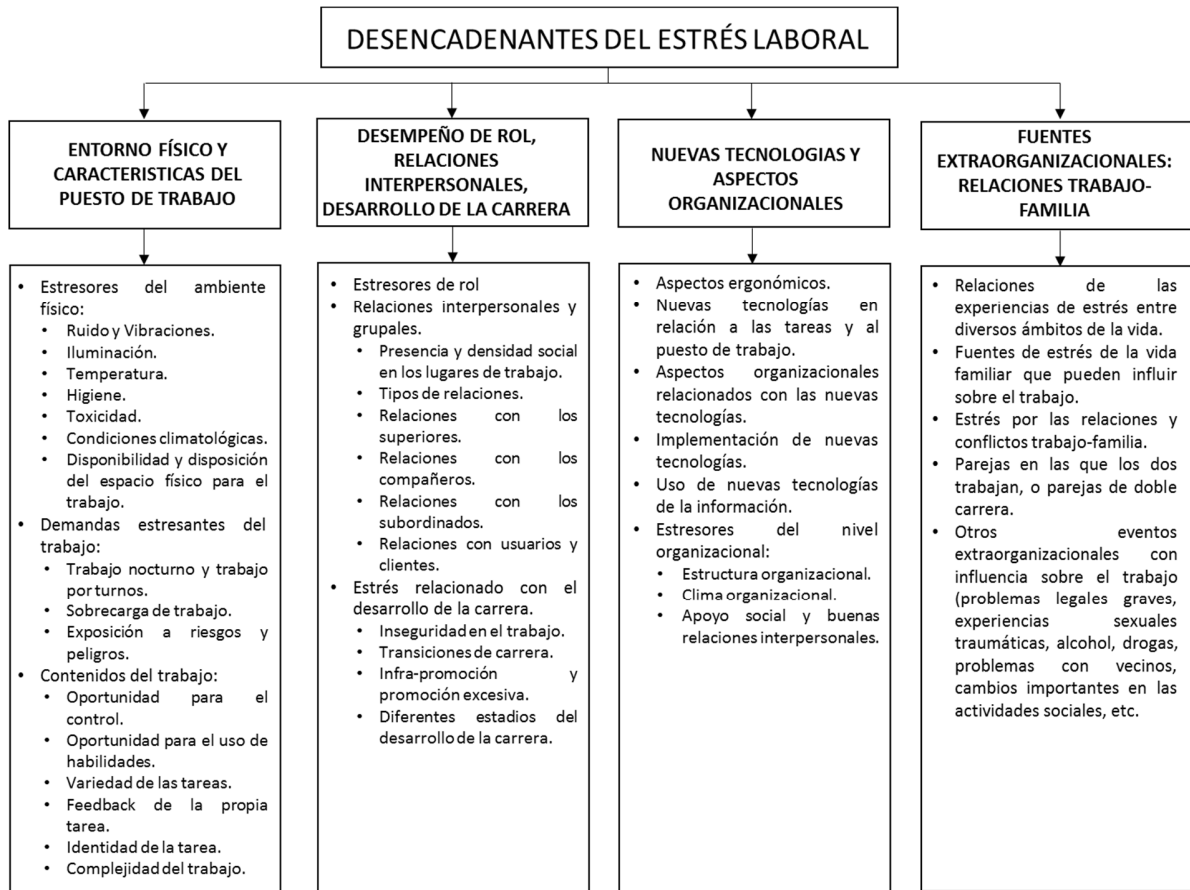 DESENCADENANTES DEL ESTRÉS LABORAL
ENTORNO FÍSICO Y
CARACTERISTICAS DEL
PUESTO DE TRABAJO
• Estresores del ambiente
físico:
• Ruido y Vibraciones.
• Iluminación.
• Temperatura.
• Higiene.
• Toxicidad.
• Condiciones climatológicas.
• Disponibilidad y disposición
del espacio físico para el
trabajo.
• Demandas estresantes del
trabajo:
• Trabajo nocturno y trabajo
por turnos.
• Sobrecarga de trabajo.
• Exposición a riesgos y
peligros.
• Contenidos del trabajo:
• Oportunidad para el
control.
• Oportunidad para el uso de
habilidades.
• Variedad de las tareas.
• Feedback de la propia
tarea.
• Identidad de la tarea.
• Complejidad del trabajo.
DESEMPEÑO DE ROL,
RELACIONES
INTERPERSONALES,
DESARROLLO DE LA CARRERA
• Estresores de rol
• Relaciones interpersonales y
grupales.
• Presencia y densidad social
en los lugares de trabajo.
• Tipos de relaciones.
• Relaciones con los
superiores.
• Relaciones con los
compañeros.
• Relaciones con los
subordinados.
• Relaciones con usuarios y
clientes.
• Estrés relacionado con el
desarrollo de la carrera.
• Inseguridad en el trabajo.
• Transiciones de carrera.
• Infra-promoción y
promoción excesiva.
• Diferentes estadios del
desarrollo de la carrera.
NUEVAS TECNOLOGIAS Y
ASPECTOS
ORGANIZACIONALES
• Aspectos ergonómicos.
• Nuevas tecnologías en
relación a las tareas y al
puesto de trabajo.
• Aspectos organizacionales
relacionados con las nuevas
tecnologías.
• Implementación de nuevas
tecnologías.
• Uso de nuevas tecnologías
de la información.
• Estresores del nivel
organizacional:
• Estructura organizacional.
• Clima organizacional.
• Apoyo social y buenas
relaciones interpersonales.
FUENTES
EXTRAORGANIZACIONALES:
RELACIONES TRABAJO-
FAMILIA
• Relaciones de las
experiencias de estrés entre
diversos ámbitos de la vida.
• Fuentes de estrés de la vida
familiar que pueden influir
sobre el trabajo.
• Estrés por las relaciones y
conflictos trabajo-familia.
• Parejas en las que los dos
trabajan, o parejas de doble
carrera.
• Otros eventos
extraorganizacionales con
influencia sobre el trabajo
(problemas legales graves,
experiencias sexuales
traumáticas, alcohol, drogas,
problemas con vecinos,
cambios importantes en las
actividades sociales, etc.